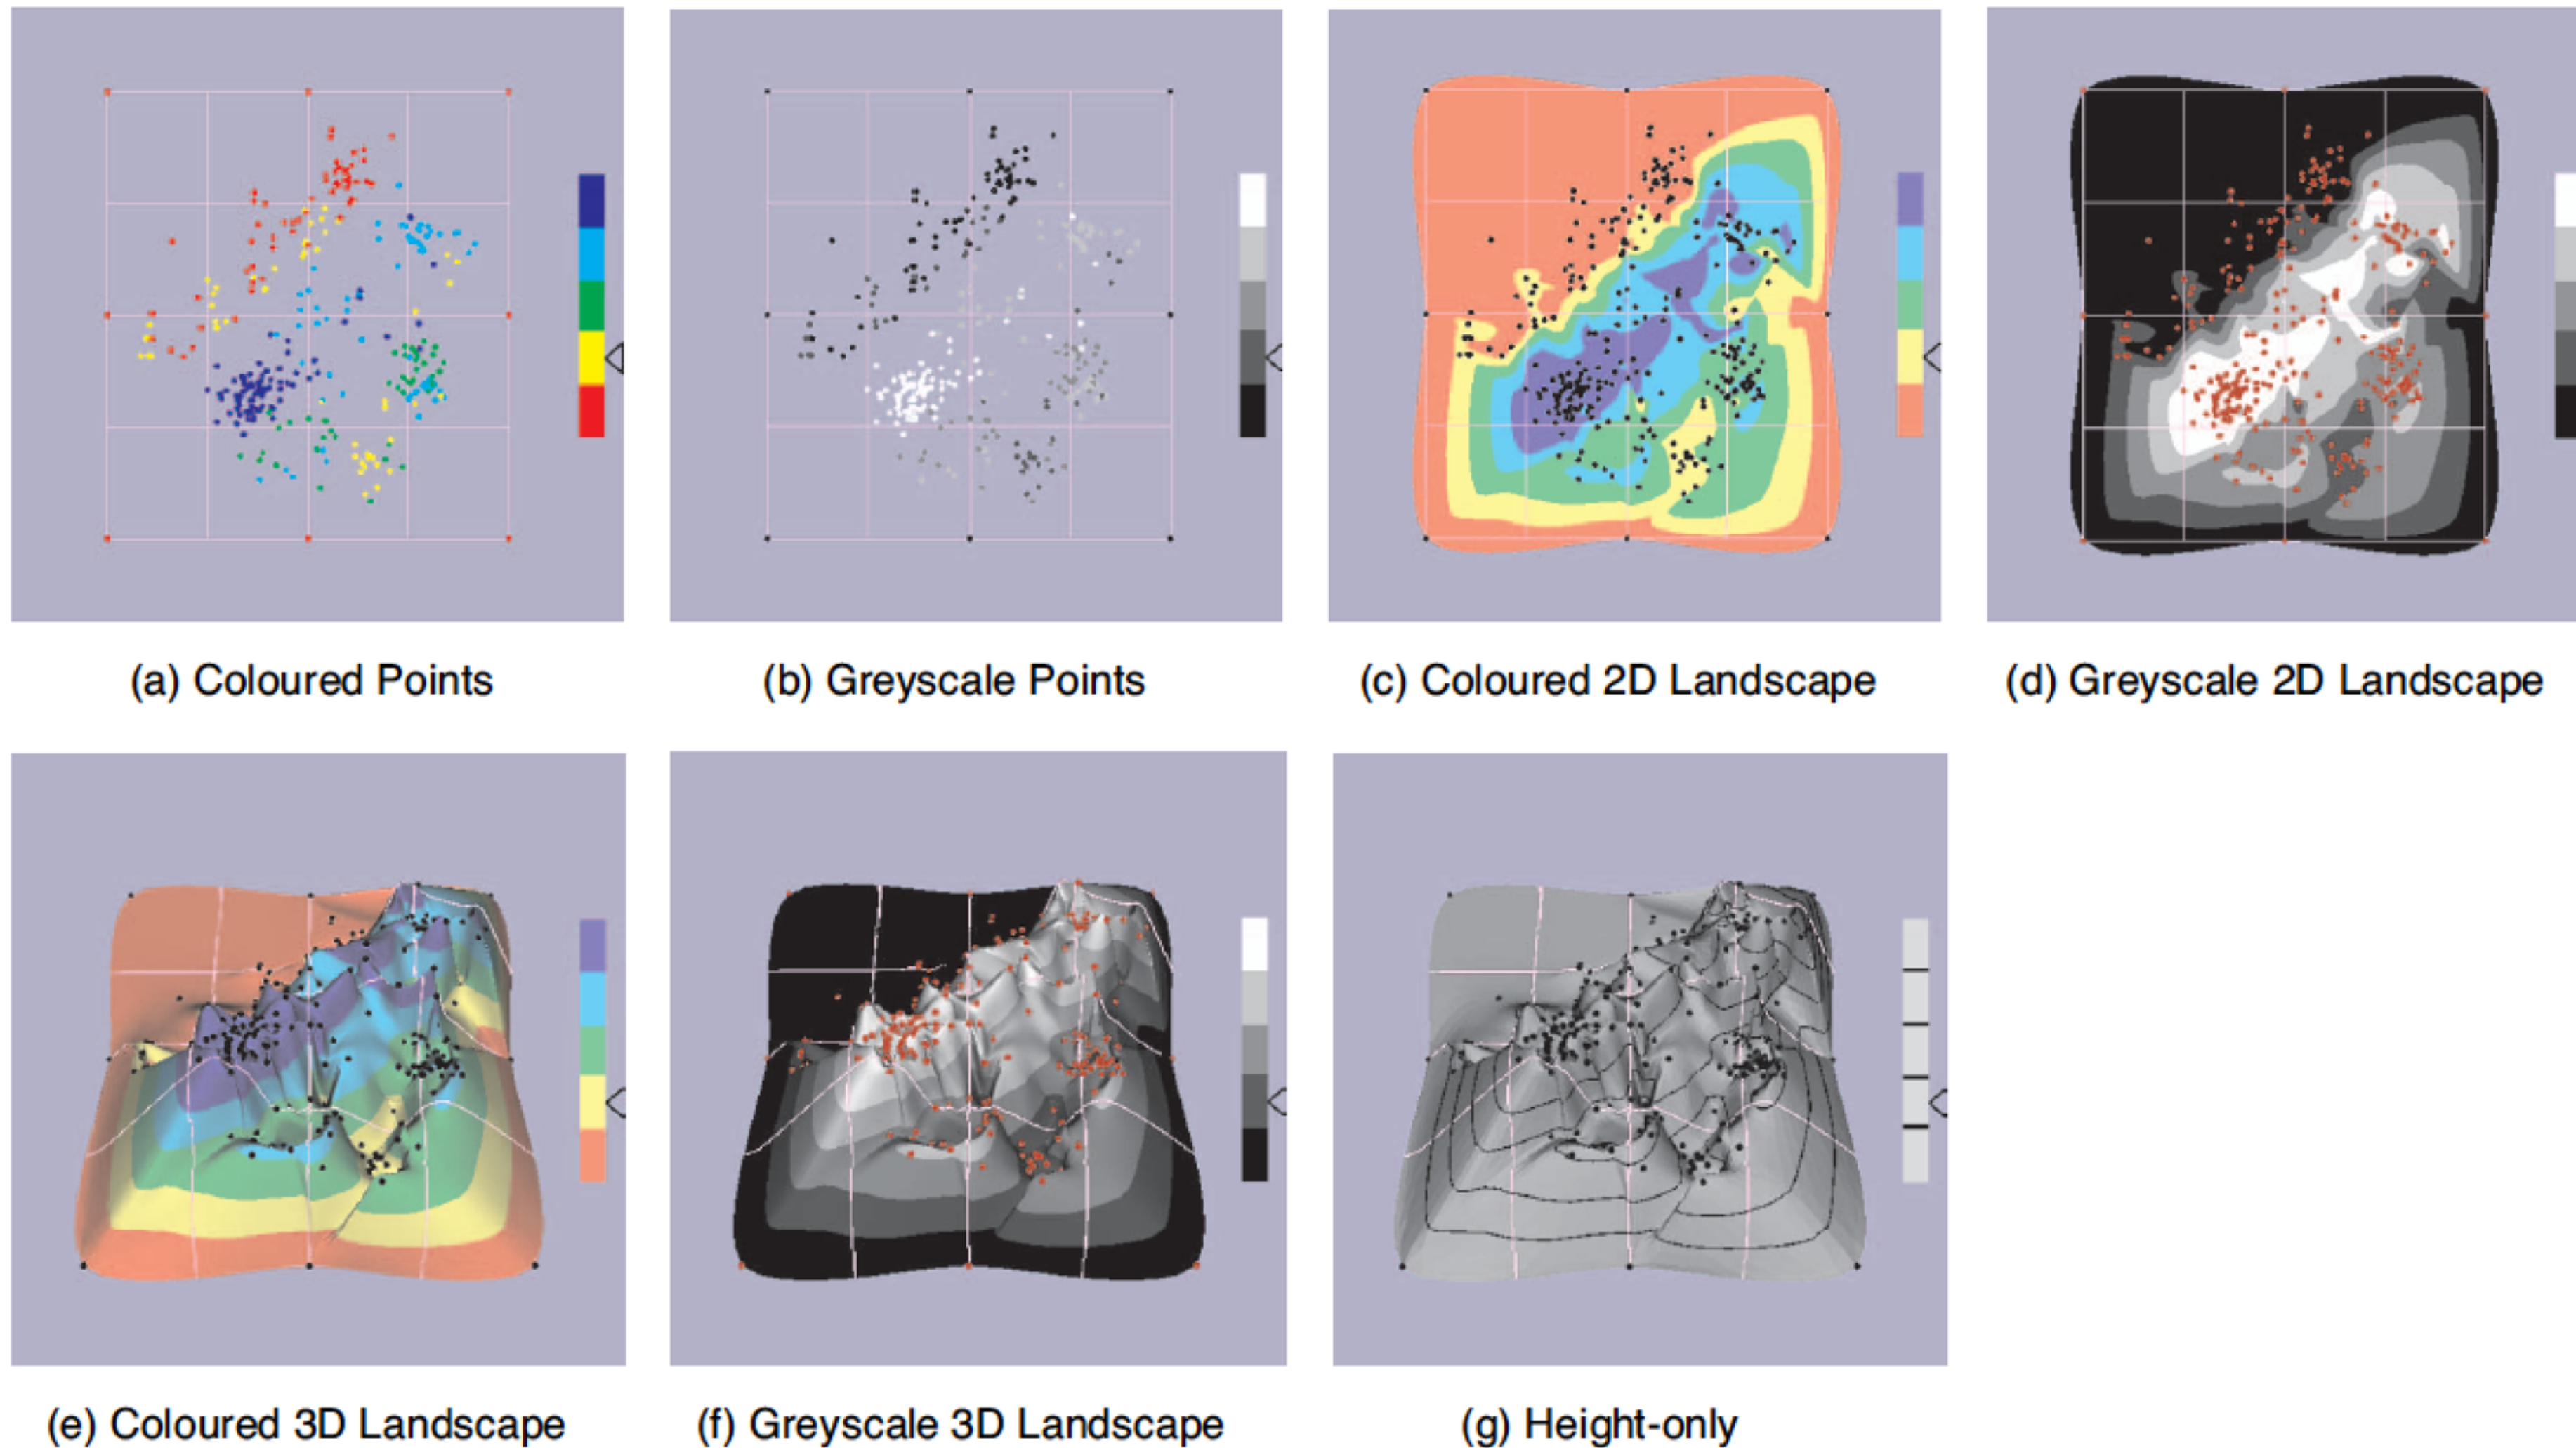 (a) Coloured Points
(b) Greyscale Points
(c) Coloured 2D Landscape
(d) Greyscale 2D Landscape
(e) Coloured 3D Landscape
(f) Greyscale 3D Landscape
(g) Height-only